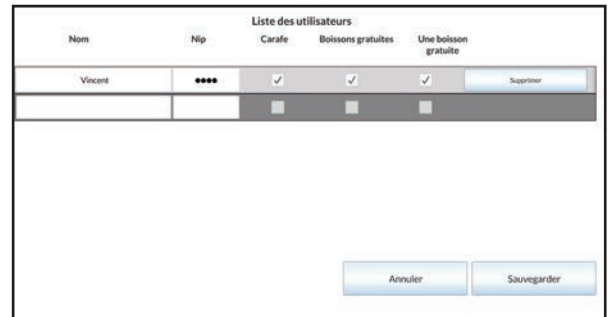 Liste des utilisateurs
Nom Nip Carafe Boissons gratuites Une boisson
gratuite
Vincent •••• Supprimer
Annuler Sauvegarder